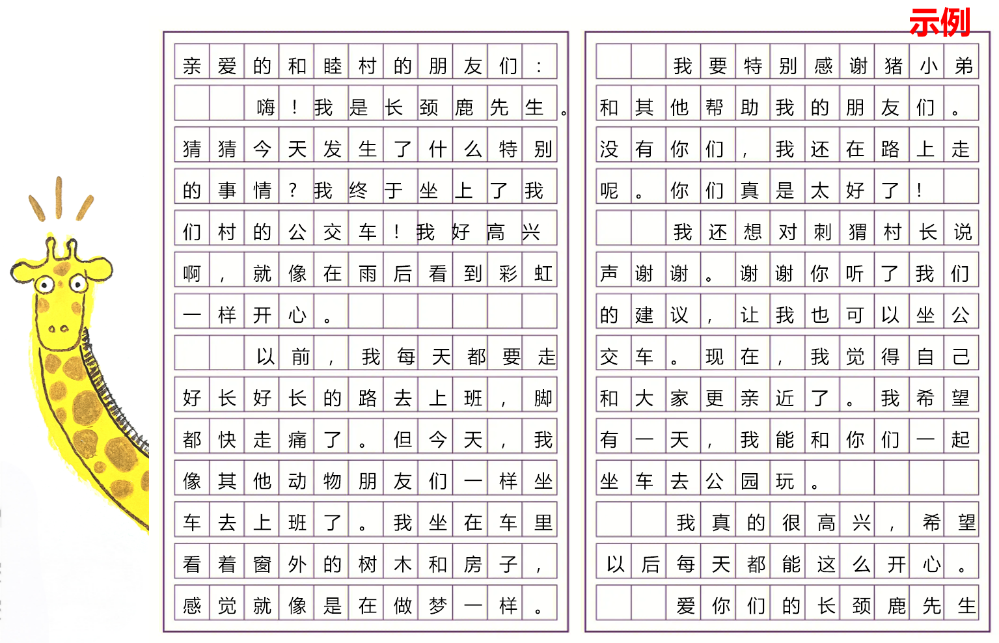 示例
亲爱的和睦村的朋友们：
嗨！我是长颈鹿先生。
猜猜今天发生了什么特别
的事情？我终于坐上了我
们村的公交车！我好高兴
啊，就像在雨后看到彩虹
一样开心。
以前，我每天都要走
好长好长的路去上班，脚
都快走痛了。但今天，我
像其他动物朋友们一样坐
车去上班了。我坐在车里
看着窗外的树木和房子，
感觉就像是在做梦一样。
我要特别感谢猪小弟
和其他帮助我的朋友们。
没有你们，我还在路上走
呢。你们真是太好了！
我还想对刺猬村长说
声谢谢。谢谢你听了我们
的建议，让我也可以坐公
交车。现在，我觉得自己
和大家更亲近了。我希望
有一天，我能和你们一起
坐车去公园玩。
我真的很高兴，希望
以后每天都能这么开心。
爱你们的长颈鹿先生